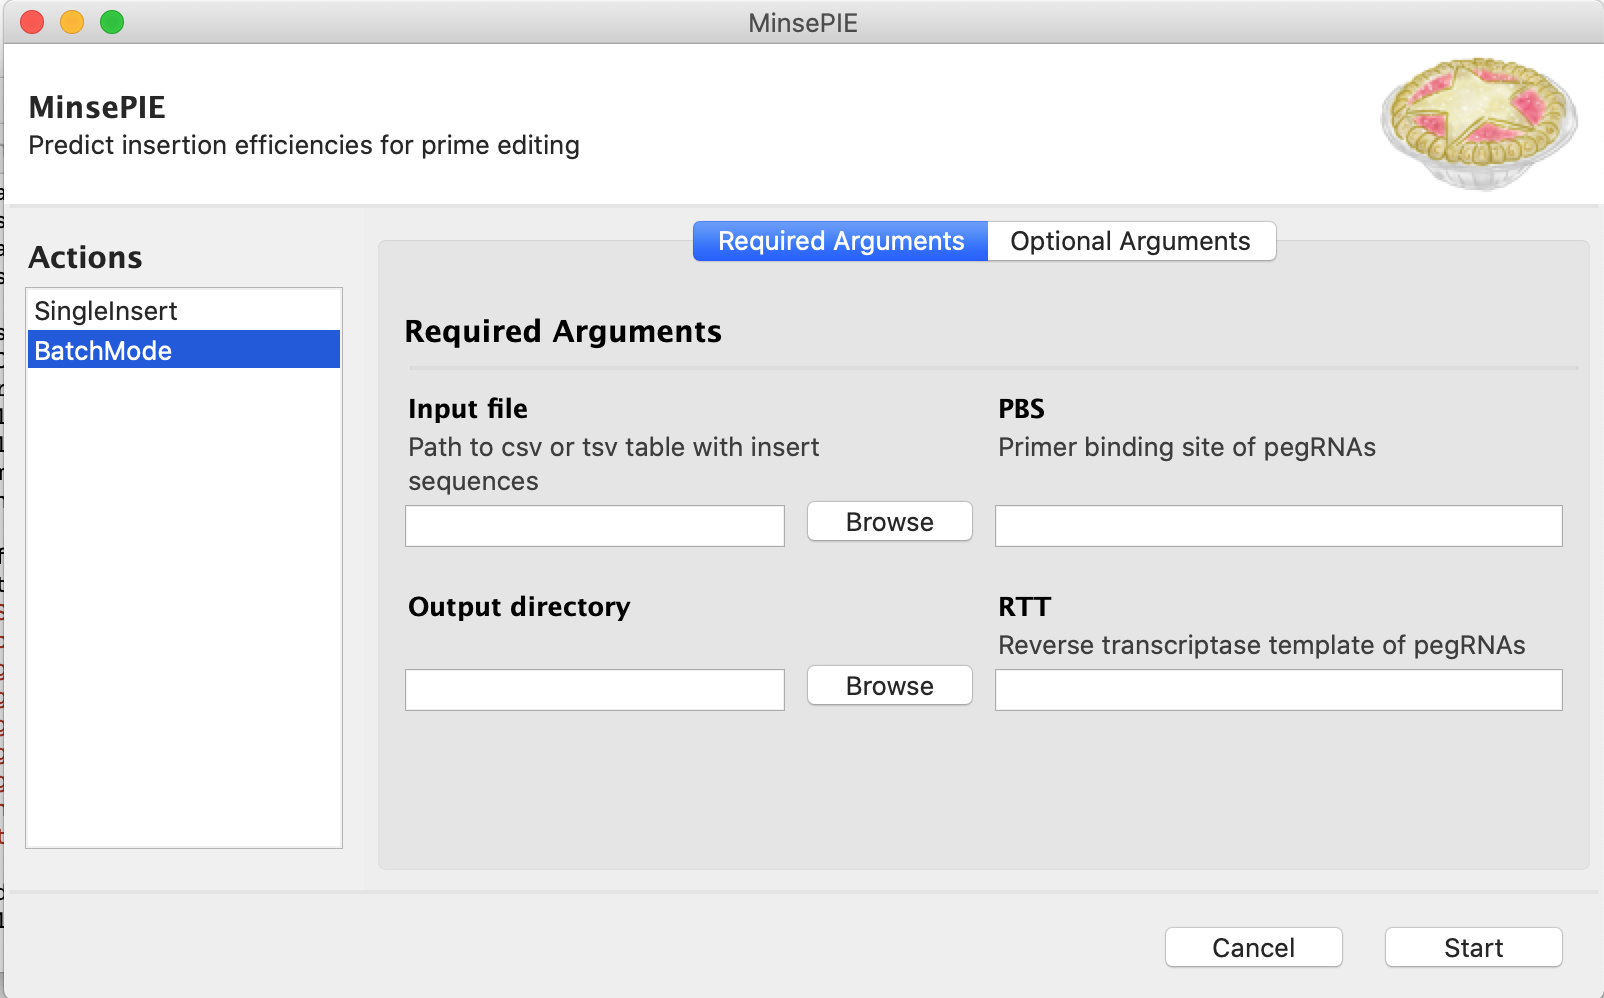 MinsePIE
MinsePIE
Predict insertion efficiencies for prime editing
Actions
SingleInsert
BatchMode
Required Arguments
Optional Arguments
Required Arguments
Input file
Path to csv or tsv table with insert
sequences
Browse
PBS
Primer binding site of pegRNAs
Output directory
Browse
RTT
Reverse transcriptase template of pegRNAs
Cancel
Start